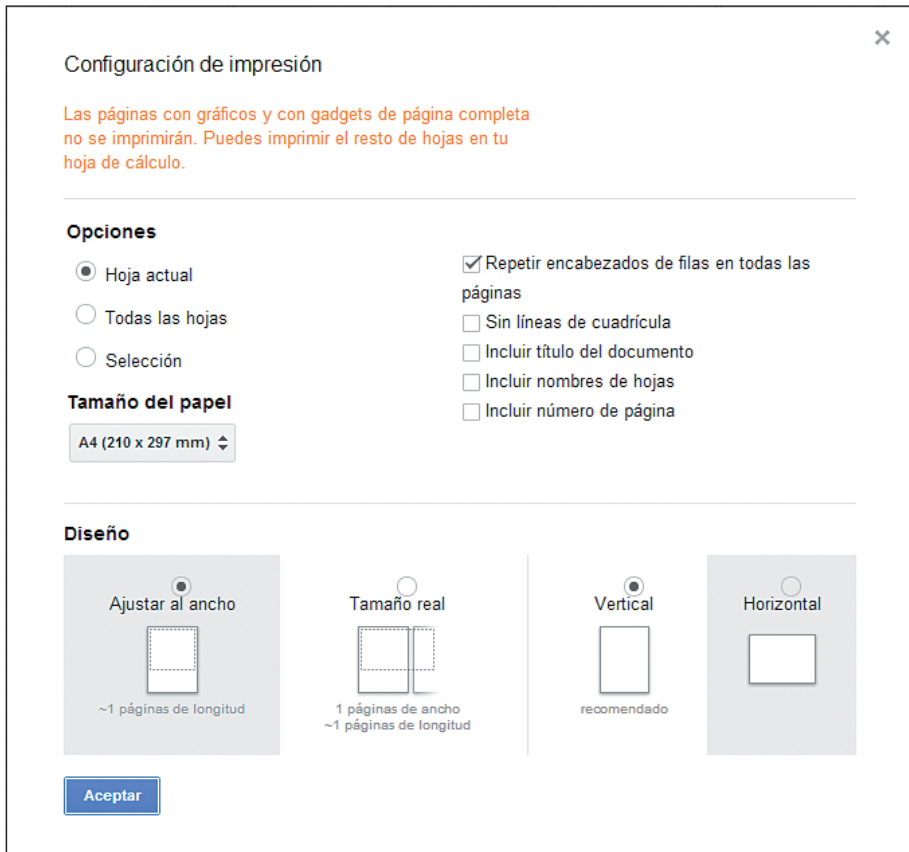 Configuración de impresión
Las páginas con gráficos y con gadgets de página completa
no se imprimirán. Puedes imprimir el resto de hojas en tu
hoja de cálculo.
Opciones
Hoja actual
Todas las hojas
Selección
Tamaño del papel
A4 (210 x 297 mm)
Repetir encabezados de filas en todas las
páginas
Sin líneas de cuadrícula
Incluir título del documento
Incluir nombres de hojas
Incluir número de página
Diseño
Ajustar al ancho
~1 páginas de longitud
Tamaño real
1 páginas de ancho
~1 páginas de longitud
Vertical
recomendado
Horizontal
Aceptar